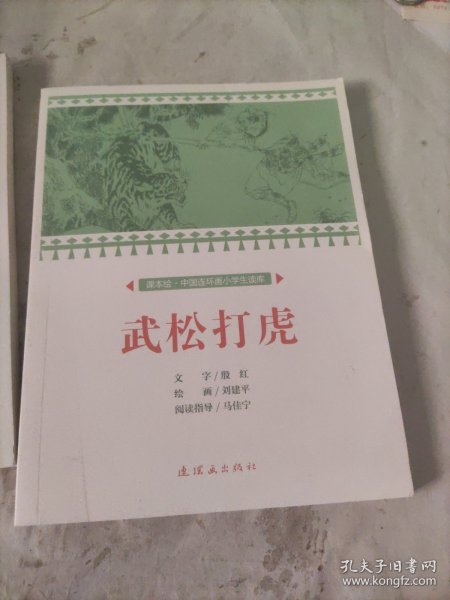 课本绘·中国连环画小学生读库
武松打虎
文 字/殷 红
绘 画/刘建平
阅读指导/马佳宁
连环画出版社
孔夫子旧书网
www.kongfz.com